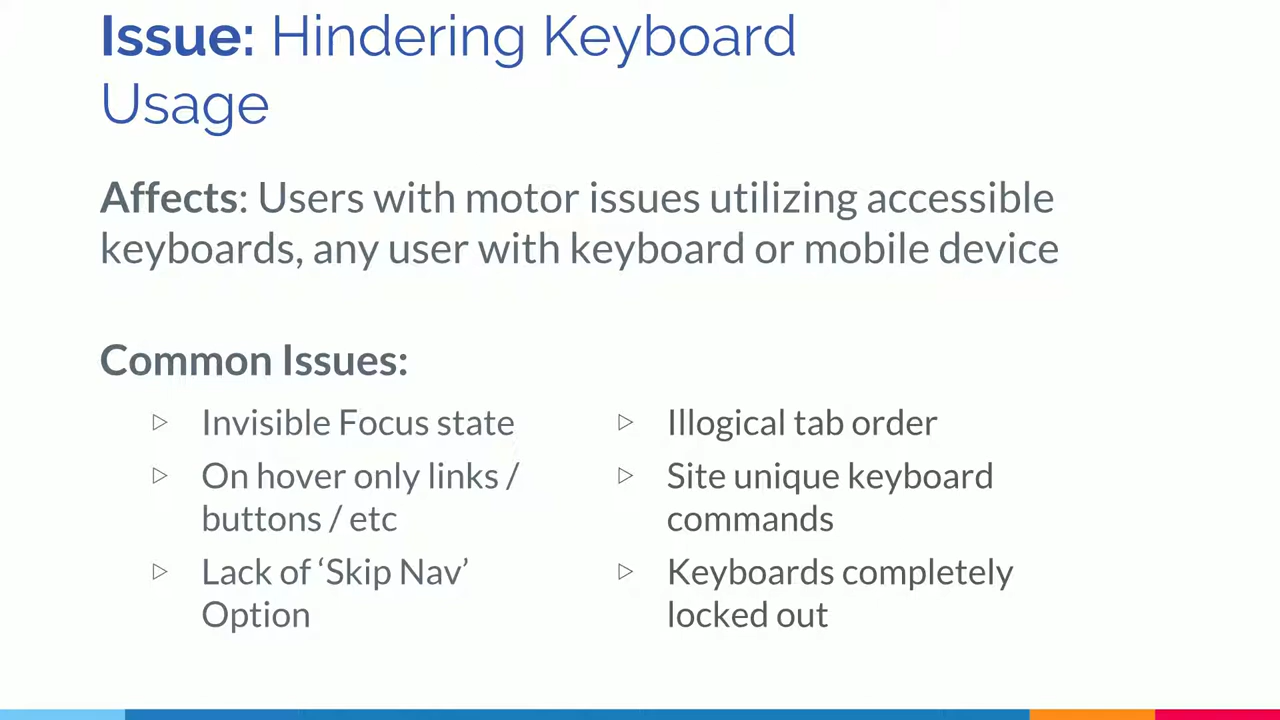 Issue: Hindering Keyboard
Usage
Affects: Users with motor issues utilizing accessible
keyboards, any user with keyboard or mobile device
Common Issues:
▷ Invisible Focus state
▷ On hover only links /
buttons / etc
▷ Lack of ‘Skip Nav’
Option
▷ Illogical tab order
▷ Site unique keyboard
commands
▷ Keyboards completely
locked out